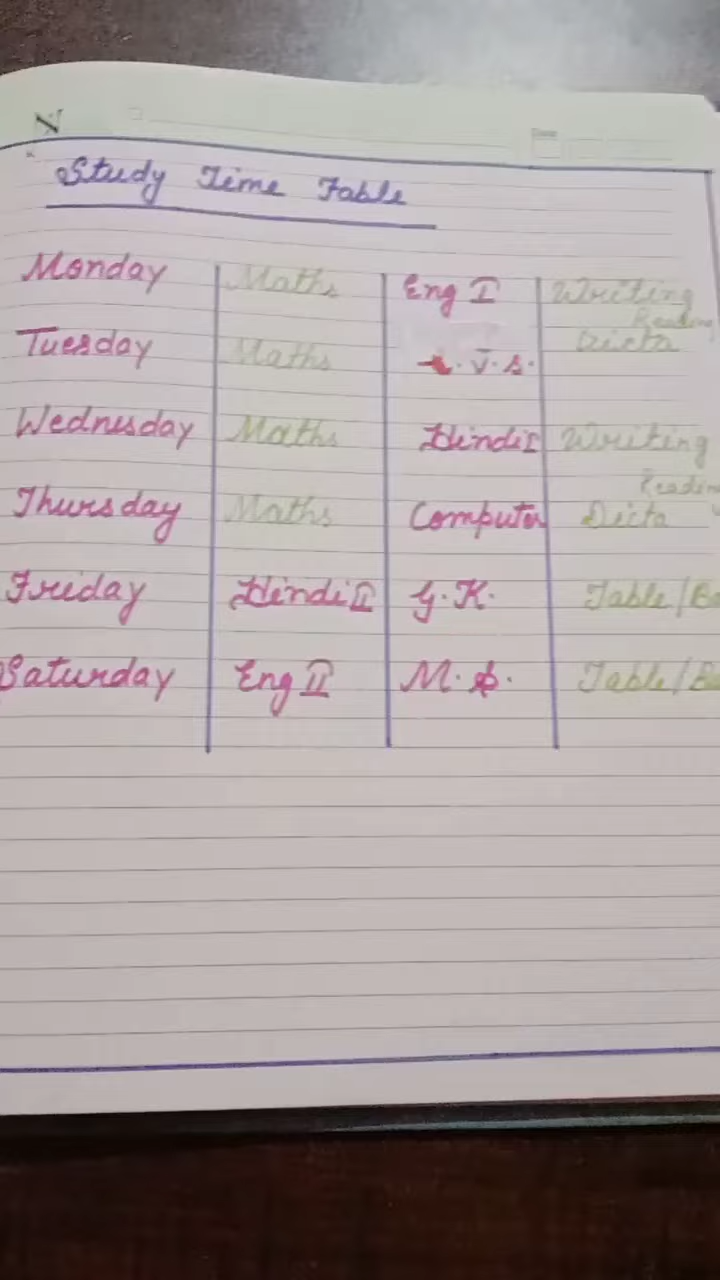 Study Time Table
Monday Maths Eng I Writing
Reading
Tuesday Maths E.V.S. Dicta
Wednesday Maths Hindi I Writing
Reading
Thursday Maths Computer Dicta
Friday Hindi II G.K. Table/
Saturday Eng II M.S. Table/